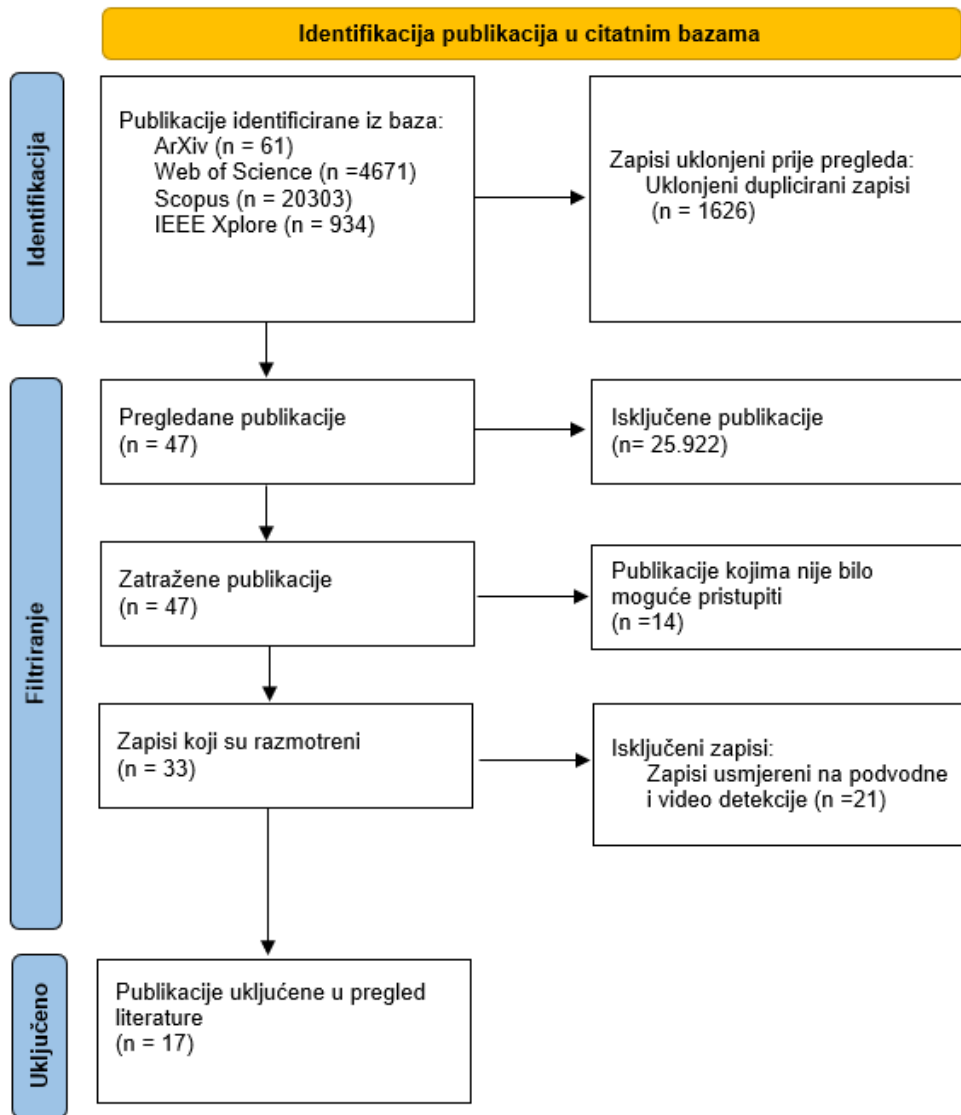 Identifikacija publikacija u citatnim bazama
Identifikacija
Publikacije identificirane iz baza:
ArXiv (n = 61)
Web of Science (n =4671)
Scopus (n = 20303)
IEEE Xplore (n = 934)
Zapisi uklonjeni prije pregleda:
Uklonjeni duplicirani zapisi
(n = 1626)
Filtriranje
Pregledane publikacije
(n = 47)
Isključene publikacije
(n= 25.922)
Zatražene publikacije
(n = 47)
Publikacije kojima nije bilo
moguće pristupiti
(n =14)
Zapisi koji su razmotreni
(n = 33)
Isključeni zapisi:
Zapisi usmjereni na podvodne
i video detekcije (n =21)
Uključeno
Publikacije uključene u pregled
literature
(n = 17)